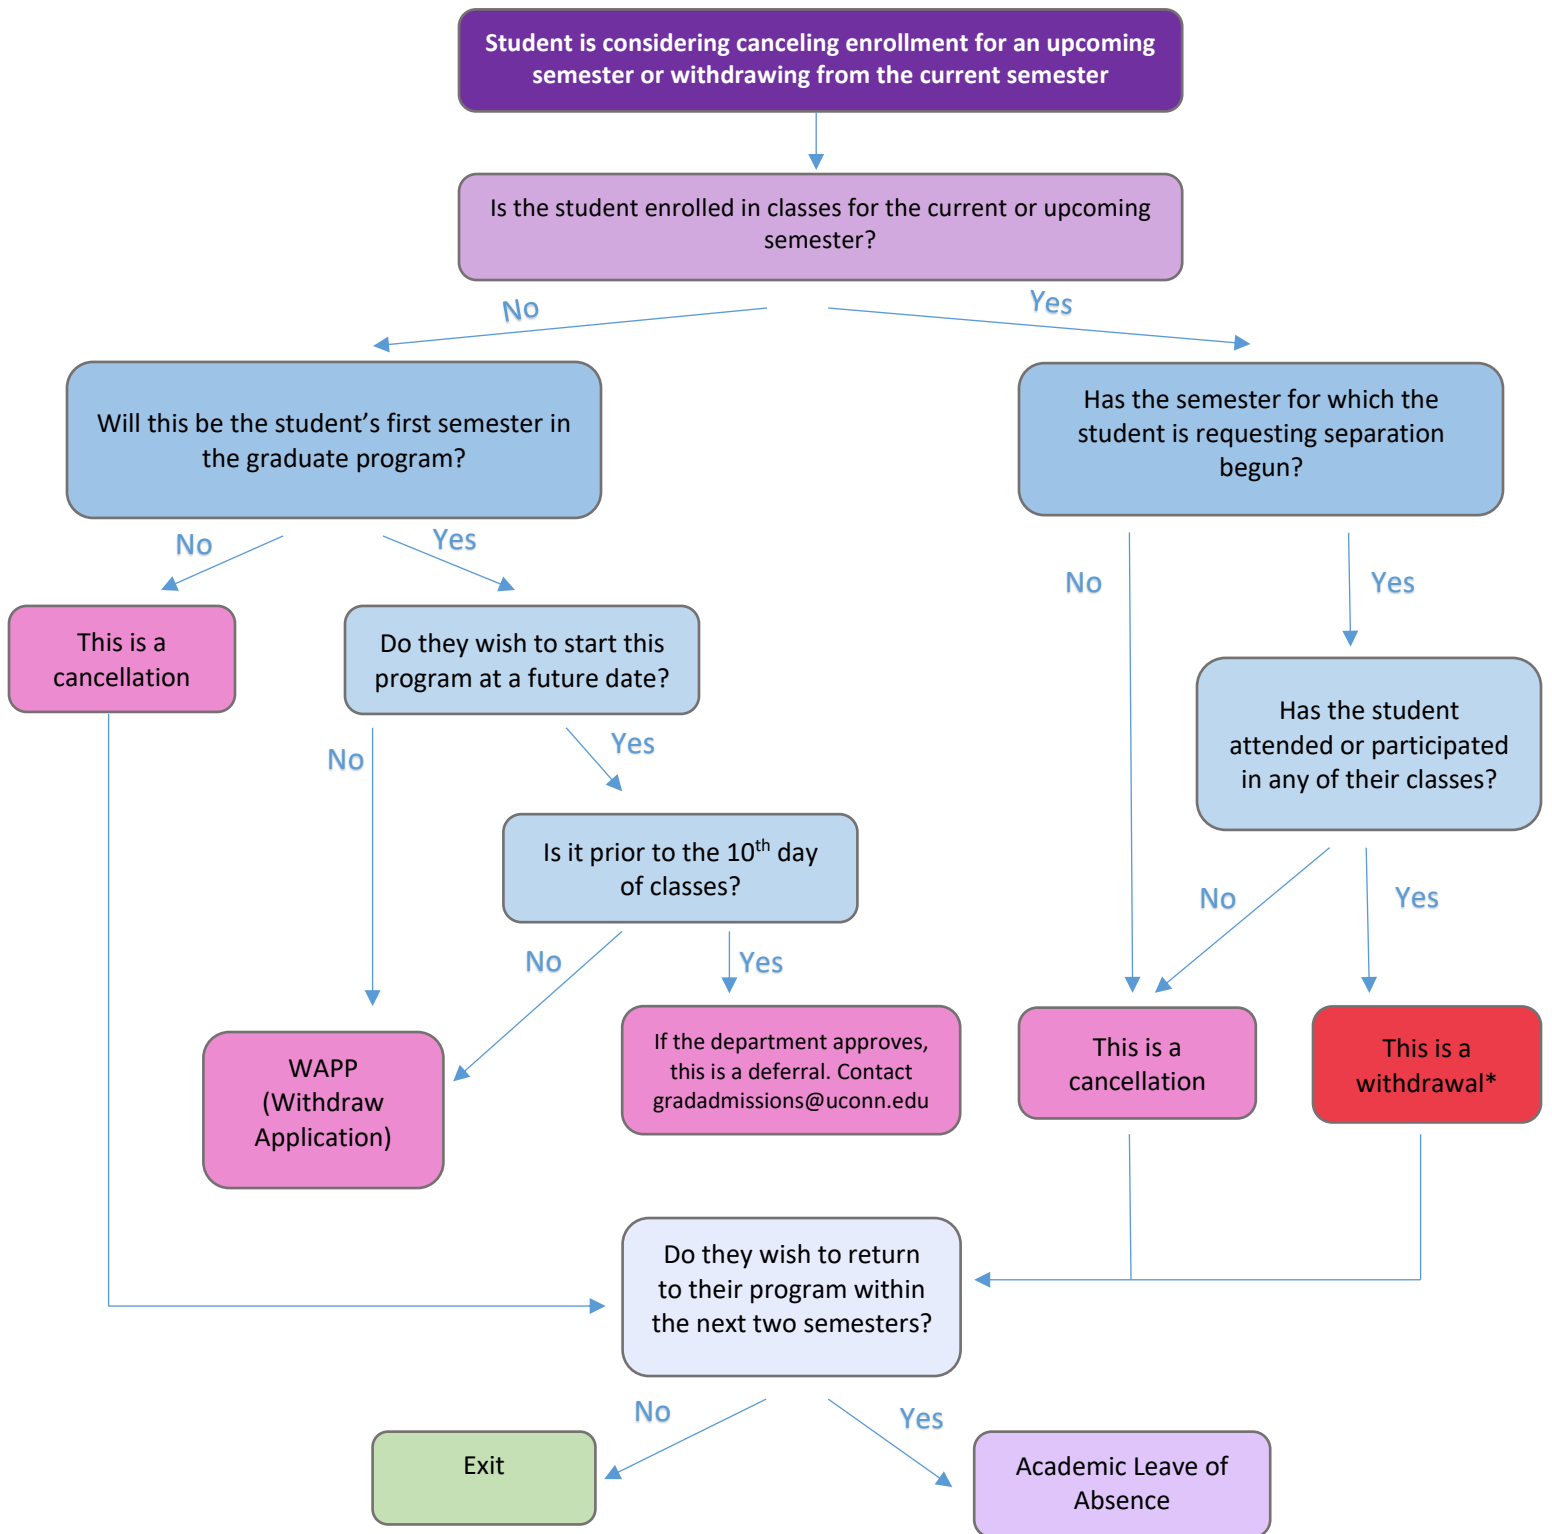 Student is considering canceling enrollment for an upcoming
semester or withdrawing from the current semester
Is the student enrolled in classes for the current or upcoming
semester?
No
Yes
Will this be the student’s first semester in
the graduate program?
Has the semester for which the
student is requesting separation
begun?
No
Yes
No
Yes
This is a
cancellation
Do they wish to start this
program at a future date?
Has the student
attended or participated
in any of their classes?
No
Yes
Is it prior to the 10th day
of classes?
No
Yes
No
Yes
WAPP
(Withdraw
Application)
If the department approves,
this is a deferral. Contact
gradadmissions@uconn.edu
This is a
cancellation
This is a
withdrawal*
Do they wish to return
to their program within
the next two semesters?
No
Yes
Exit
Academic Leave of
Absence